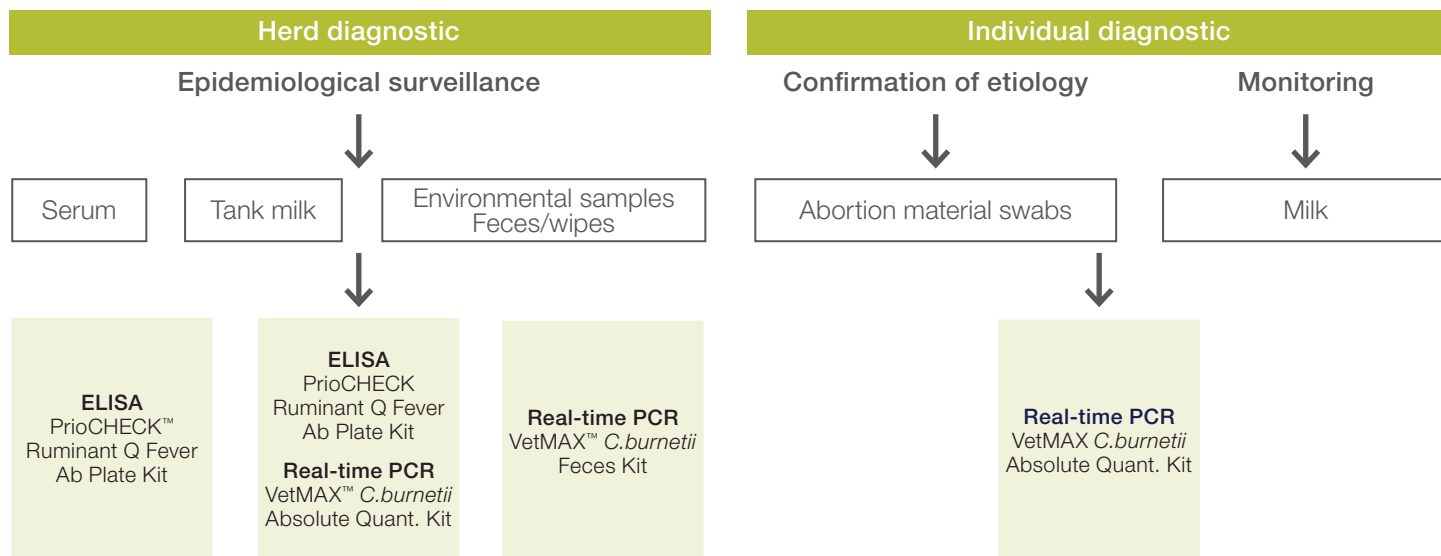 Herd diagnostic
Epidemiological surveillance
Serum
Tank milk
Environmental samples
Feces/wipes
ELISA
PrioCHECK™
Ruminant Q Fever
Ab Plate Kit
ELISA
PrioCHECK
Ruminant Q Fever
Ab Plate Kit
Real-time PCR
VetMAX™ C.burnetii
Absolute Quant. Kit
Real-time PCR
VetMAX™ C.burnetii
Feces Kit
Individual diagnostic
Confirmation of etiology
Monitoring
Abortion material swabs
Milk
Real-time PCR
VetMAX C.burnetii
Absolute Quant. Kit